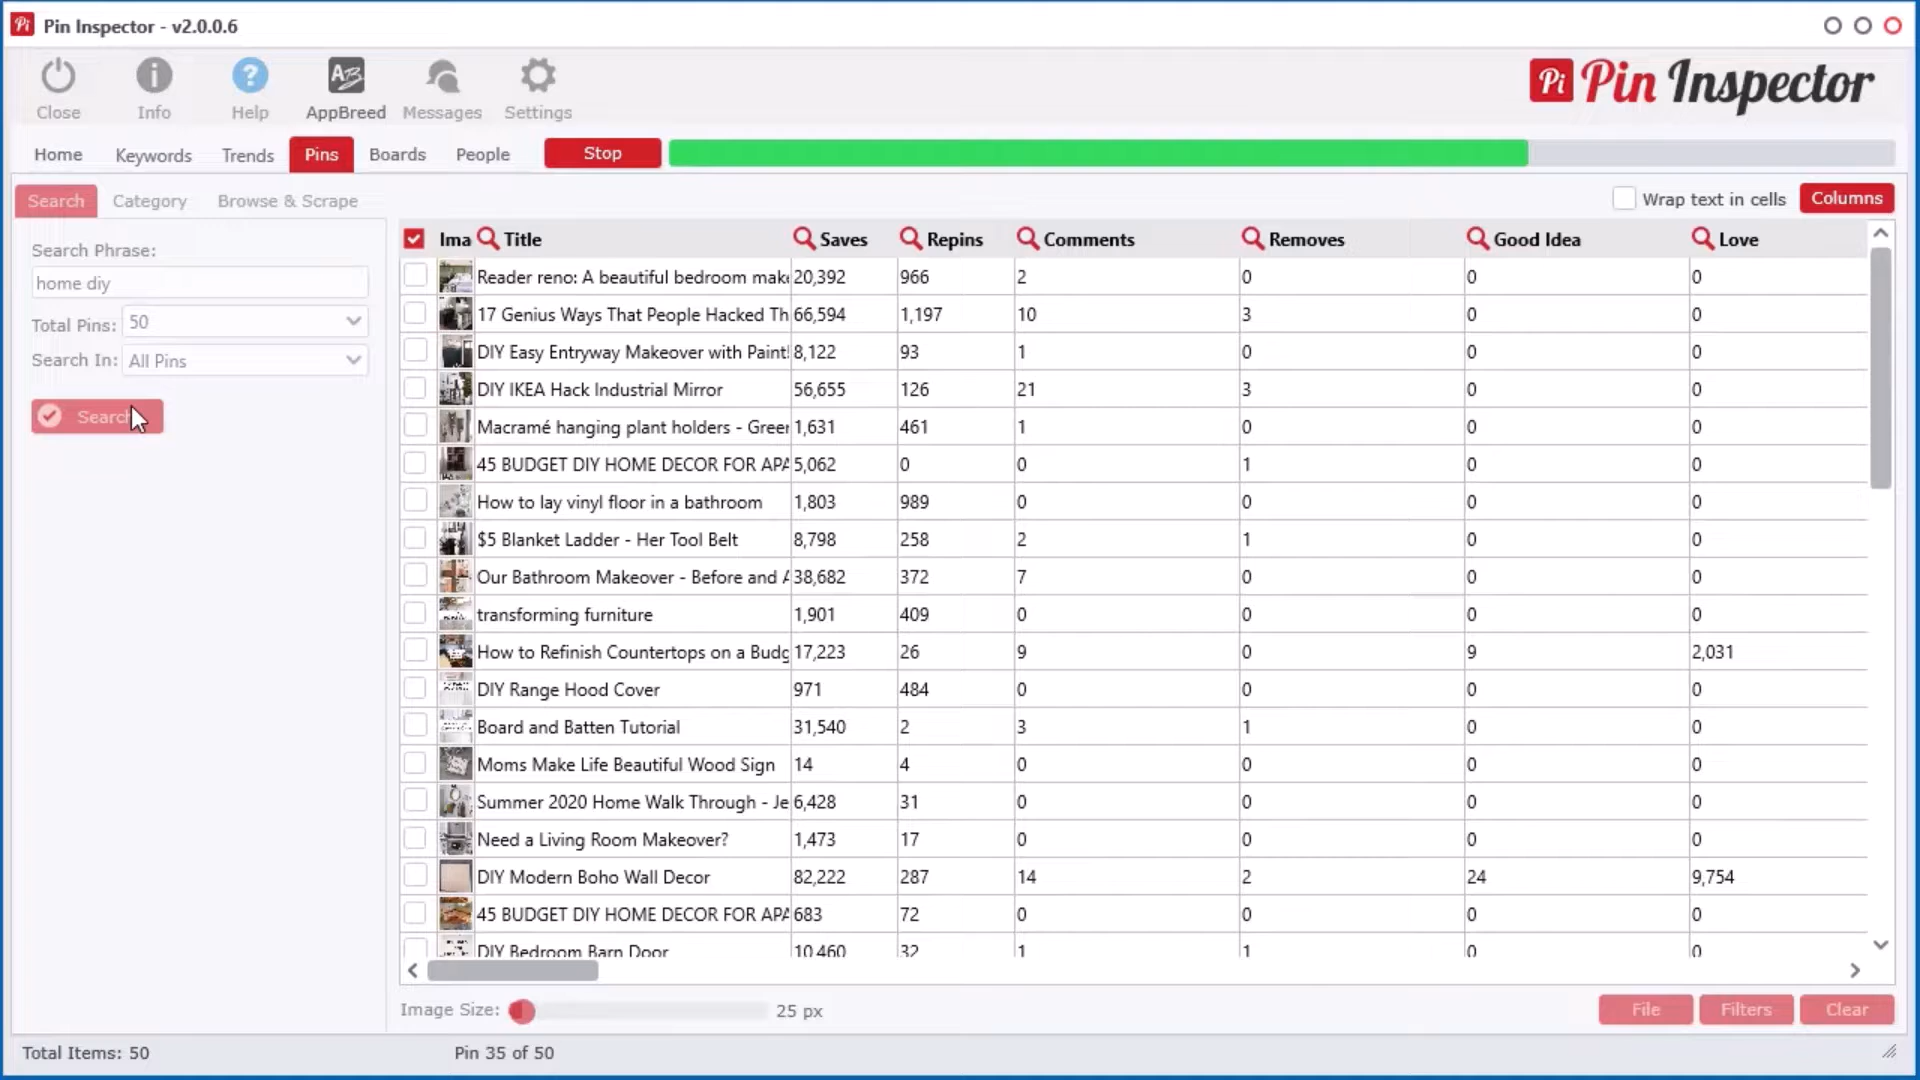 Pi Pin Inspector - v2.0.0.6
Close Info Help AppBreed Messages Settings
Pi Pin Inspector
Home Keywords Trends Pins Boards People Stop
Search Category Browse & Scrape
Wrap text in cells Columns
Search Phrase:
home diy
Total Pins: 50
Search In: All Pins
Search
Ima Title Saves Repins Comments Removes Good Idea Love
Reader reno: A beautiful bedroom mak 20,392 966 2 0 0 0
17 Genius Ways That People Hacked Th 66,594 1,197 10 3 0 0
DIY Easy Entryway Makeover with Paint! 8,122 93 1 0 0 0
DIY IKEA Hack Industrial Mirror 56,655 126 21 3 0 0
Macramé hanging plant holders - Green 1,631 461 1 0 0 0
45 BUDGET DIY HOME DECOR FOR APA 5,062 0 0 1 0 0
How to lay vinyl floor in a bathroom 1,803 989 0 0 0 0
$5 Blanket Ladder - Her Tool Belt 8,798 258 2 1 0 0
Our Bathroom Makeover - Before and A 38,682 372 7 0 0 0
transforming furniture 1,901 409 0 0 0 0
How to Refinish Countertops on a Budg 17,223 26 9 0 9 2,031
DIY Range Hood Cover 971 484 0 0 0 0
Board and Batten Tutorial 31,540 2 3 1 0 0
Moms Make Life Beautiful Wood Sign 14 4 0 0 0 0
Summer 2020 Home Walk Through - Je 6,428 31 0 0 0 0
Need a Living Room Makeover? 1,473 17 0 0 0 0
DIY Modern Boho Wall Decor 82,222 287 14 2 24 9,754
45 BUDGET DIY HOME DECOR FOR APA 683 72 0 0 0 0
DIY Bedroom Barn Door 10,460 32 1 1 0 0
Image Size: 25 px
File Filters Clear
Total Items: 50 Pin 35 of 50